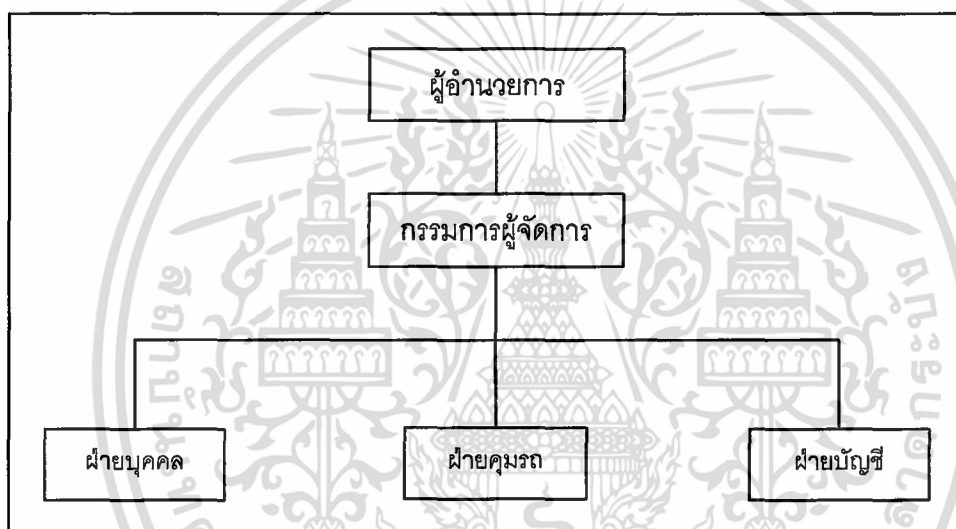 ผู้อำนวยการ
กรรมการผู้จัดการ
ฝ่ายบุคคล
ฝ่ายคุมรถ
ฝ่ายบัญชี